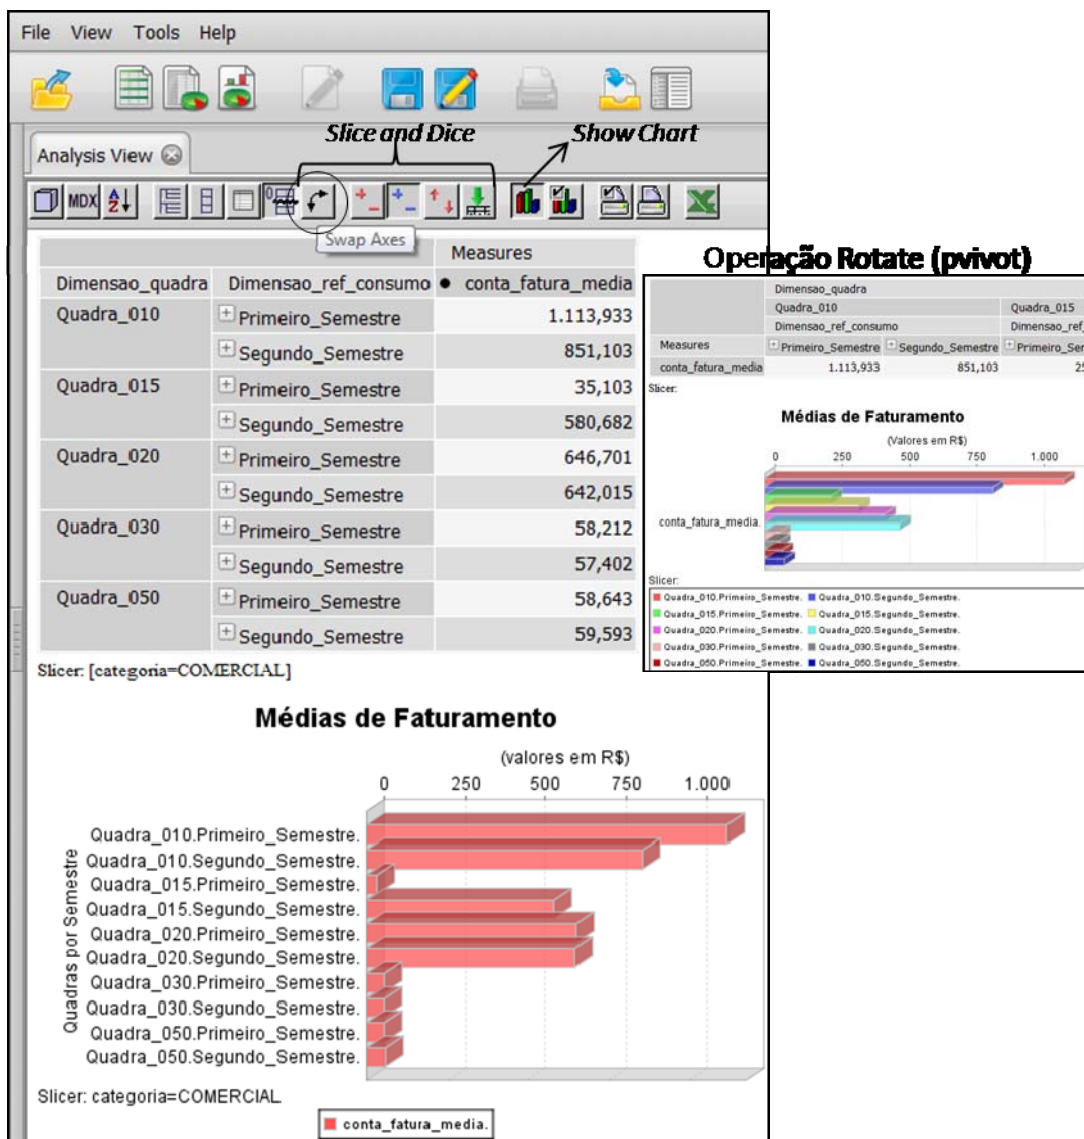 File View Tools Help
Slice and Dice
Show Chart
Analysis View
MDX
Swap Axes
Measures
Dimensao_quadra Dimensao_ref_consumo conta_fatura_media
Quadra_010 Primeiro_Semestre 1.113,933
Segundo_Semestre 851,103
Quadra_015 Primeiro_Semestre 35,103
Segundo_Semestre 580,682
Quadra_020 Primeiro_Semestre 646,701
Segundo_Semestre 642,015
Quadra_030 Primeiro_Semestre 58,212
Segundo_Semestre 57,402
Quadra_050 Primeiro_Semestre 58,643
Segundo_Semestre 59,593
Slicer: [categoria=COMERCIAL]
Médias de Faturamento
(valores em R$)
0 250 500 750 1.000
Quadras por Semestre
Quadra_010.Primeiro_Semestre.
Quadra_010.Segundo_Semestre.
Quadra_015.Primeiro_Semestre.
Quadra_015.Segundo_Semestre.
Quadra_020.Primeiro_Semestre.
Quadra_020.Segundo_Semestre.
Quadra_030.Primeiro_Semestre.
Quadra_030.Segundo_Semestre.
Quadra_050.Primeiro_Semestre.
Quadra_050.Segundo_Semestre.
Slicer: categoria=COMERCIAL
conta_fatura_media.
Operação Rotate (pvivot)
Dimensao_quadra
Quadra_010 Quadra_015
Dimensao_ref_consumo Dimensao_ref_
Measures Primeiro_Semestre Segundo_Semestre Primeiro_Ser
conta_fatura_media 1.113,933 851,103 25
Slicer:
Médias de Faturamento
(Valores em R$)
0 250 500 750 1.000
conta_fatura_media.
Slicer:
Quadra_010.Primeiro_Semestre. Quadra_010.Segundo_Semestre.
Quadra_015.Primeiro_Semestre. Quadra_015.Segundo_Semestre.
Quadra_020.Primeiro_Semestre. Quadra_020.Segundo_Semestre.
Quadra_030.Primeiro_Semestre. Quadra_030.Segundo_Semestre.
Quadra_050.Primeiro_Semestre. Quadra_050.Segundo_Semestre.